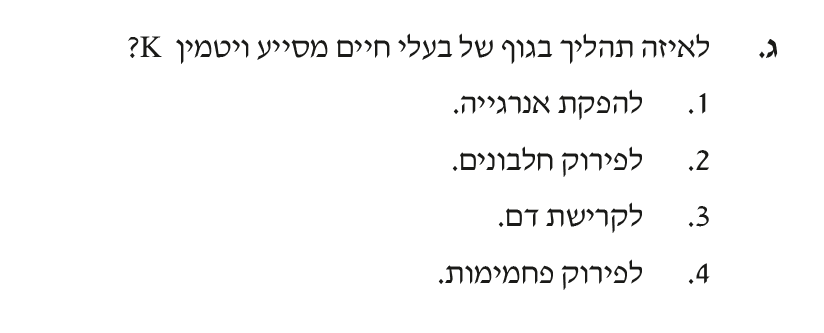 ג. לאיזה תהליך בגוף של בעלי חיים מסייע ויטמין K?
1. להפקת אנרגייה.
2. לפירוק חלבונים.
3. לקרישת דם.
4. לפירוק פחמימות.